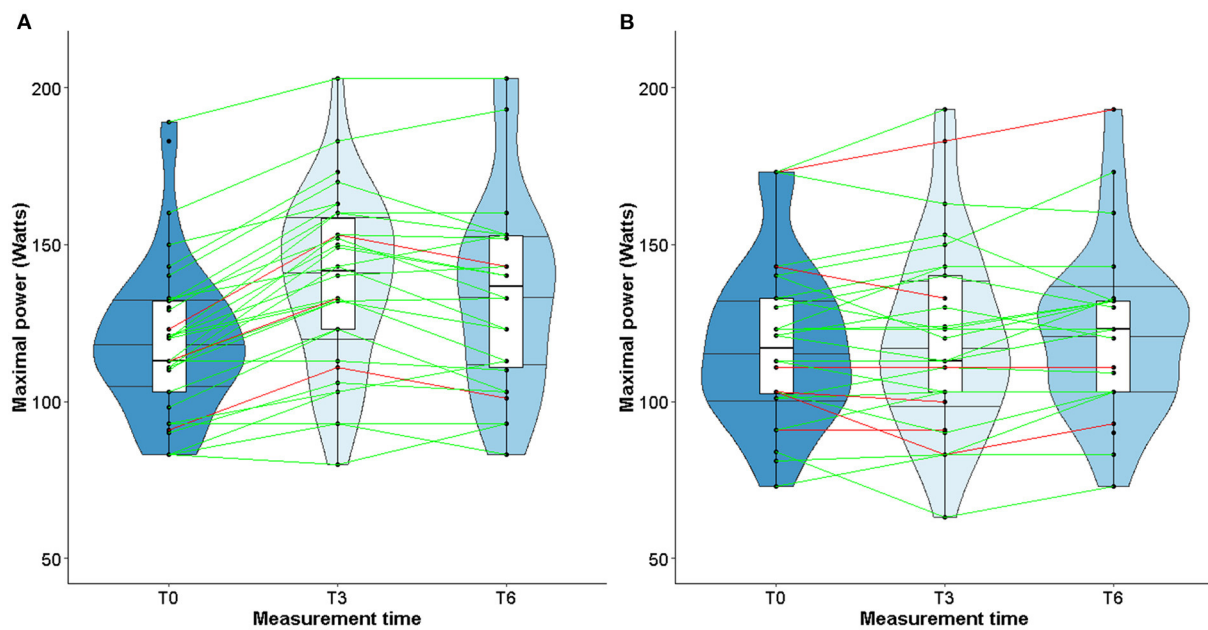 A
Maximal power (Watts)
200
150
100
50
T0 T3 T6
Measurement time
B
Maximal power (Watts)
200
150
100
50
T0 T3 T6
Measurement time